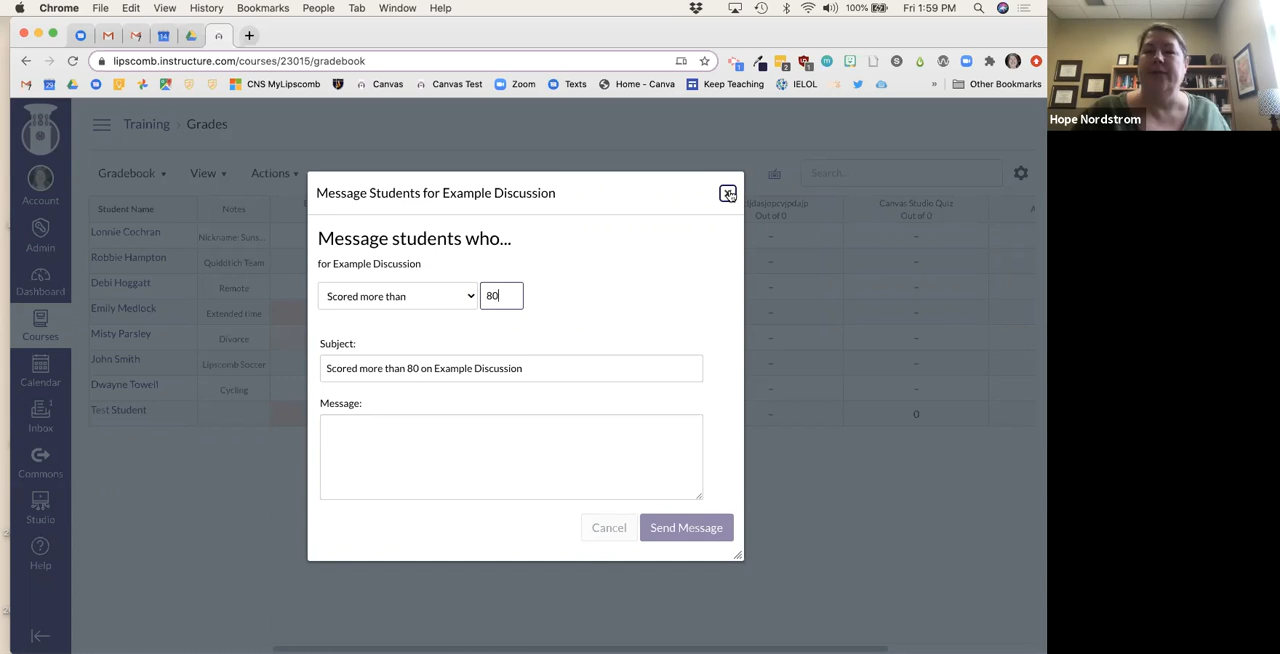 Chrome File Edit View History Bookmarks People Tab Window Help 100% Fri 1:59 PM
lipscomb.instructure.com/courses/23015/gradebook
CNS MyLipscomb Canvas Canvas Test Zoom Texts Home - Canva Keep Teaching IELOL » Other Bookmarks
Hope Nordstrom
Training › Grades
Gradebook View Actions Search...
Student Name Notes Out of 0 Canvas Studio Quiz Out of 0
Lonnie Cochran Nickname: Suns... - -
Robbie Hampton Quidditch Team - -
Debi Hoggatt Remote - -
Emily Medlock Extended time - -
Misty Parsley Divorce - -
John Smith Lipscomb Soccer - -
Dwayne Towell Cycling - -
Test Student - 0
Account
Admin
Dashboard
Courses
Calendar
Inbox 1
Commons
Studio
Help
Message Students for Example Discussion
Message students who...
for Example Discussion
Scored more than 80
Subject:
Scored more than 80 on Example Discussion
Message:
Cancel Send Message